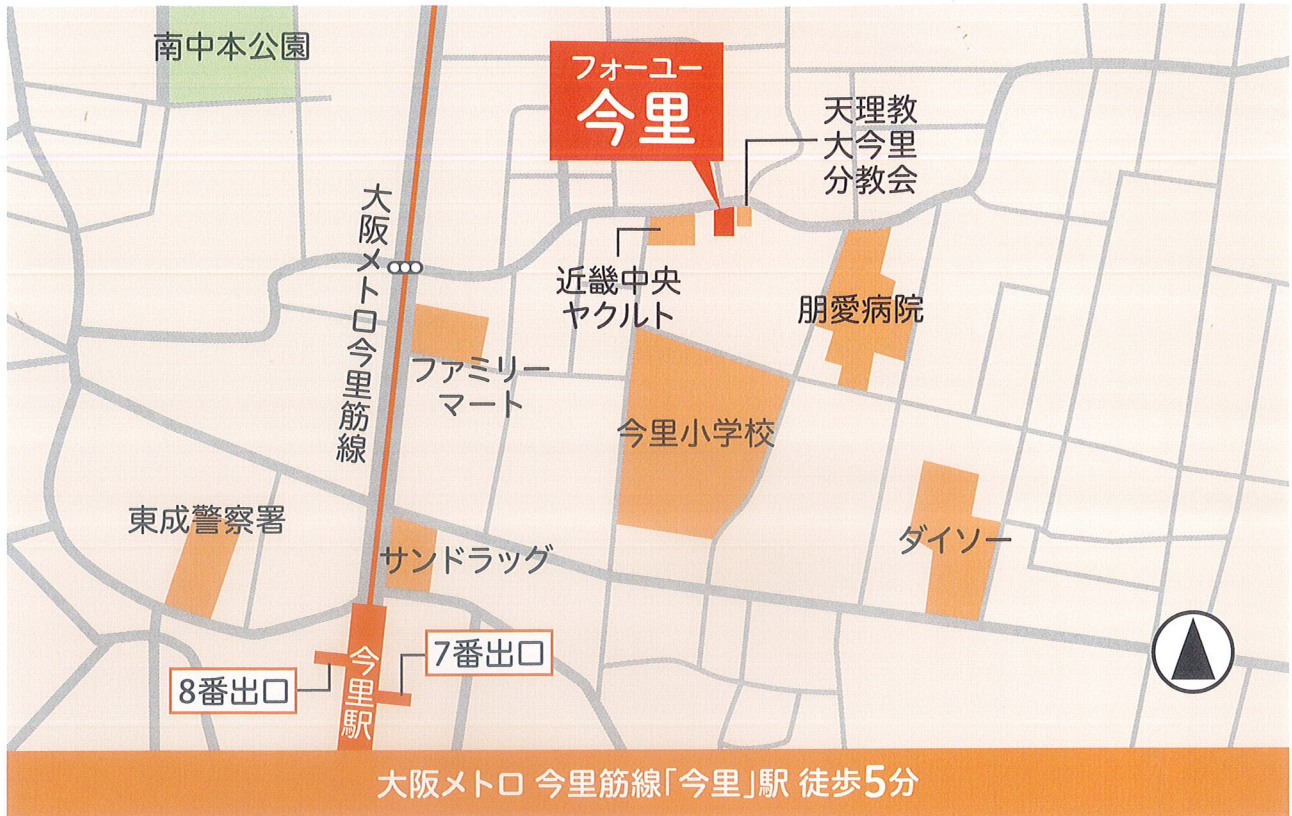 南中本公園
フォーユー
今里
天理教
大今里
分教会
大阪メトロ今里筋線
近畿中央
ヤクルト
朋愛病院
ファミリー
マート
今里小学校
東成警察署
サンドラッグ
ダイソー
7番出口
8番出口
今里駅
大阪メトロ 今里筋線「今里」駅 徒歩5分